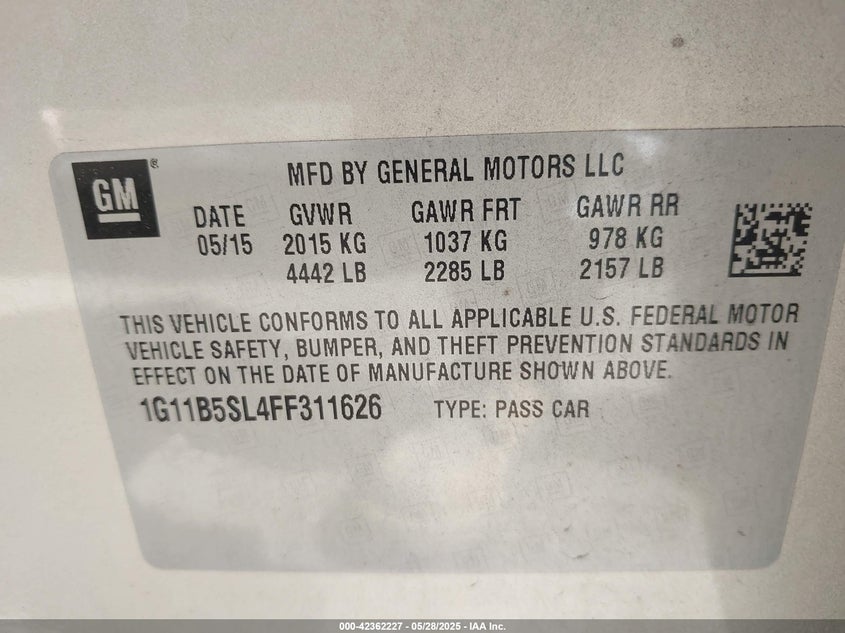 GM ®
MFD BY GENERAL MOTORS LLC
DATE GVWR GAWR FRT GAWR RR
05/15 2015 KG 1037 KG 978 KG
4442 LB 2285 LB 2157 LB
THIS VEHICLE CONFORMS TO ALL APPLICABLE U.S. FEDERAL MOTOR
VEHICLE SAFETY, BUMPER, AND THEFT PREVENTION STANDARDS IN
EFFECT ON THE DATE OF MANUFACTURE SHOWN ABOVE.
1G11B5SL4FF311626 TYPE: PASS CAR
000-42362227 - 05/28/2025 - IAA Inc.